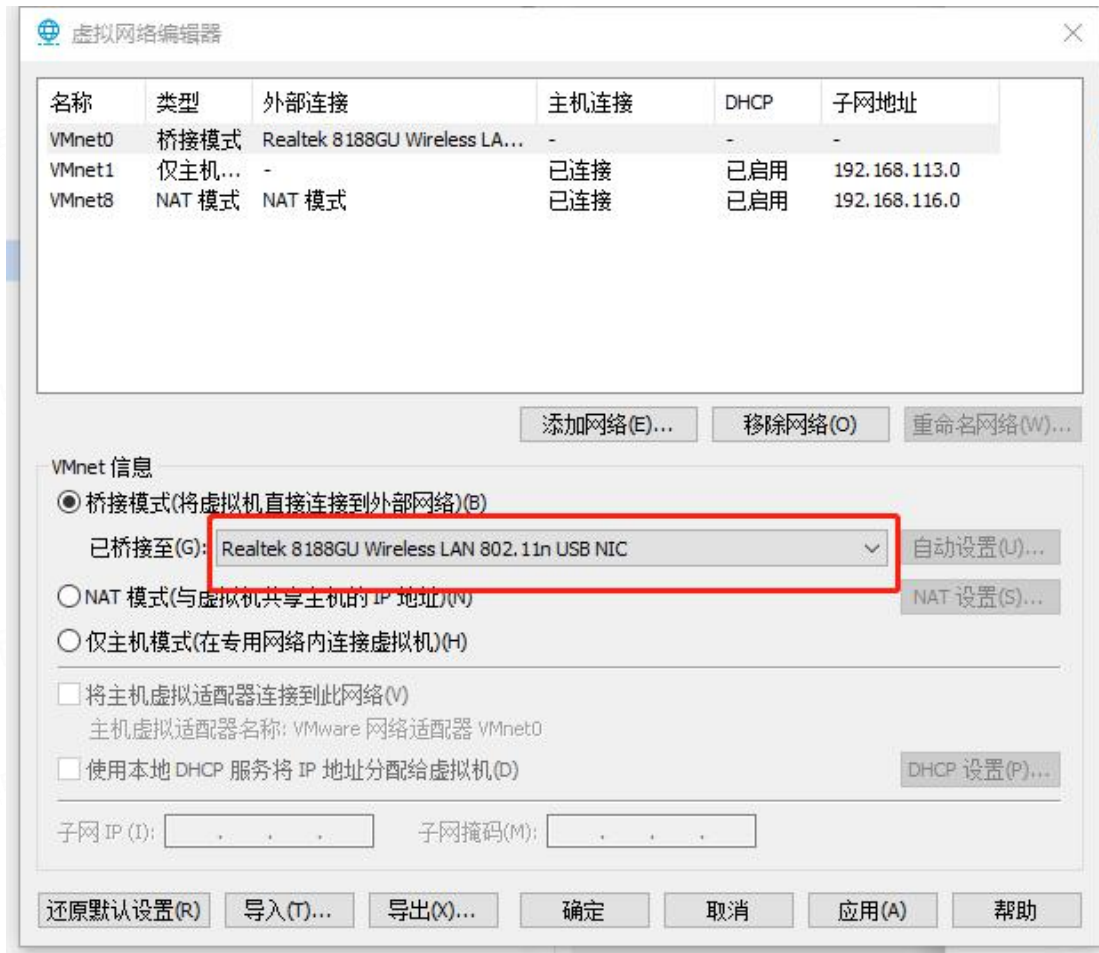 虚拟网络编辑器
名称 类型 外部连接 主机连接 DHCP 子网地址
VMnet0 桥接模式 Realtek 8188GU Wireless LA... - - -
VMnet1 仅主机... - 已连接 已启用 192.168.113.0
VMnet8 NAT 模式 NAT 模式 已连接 已启用 192.168.116.0
添加网络(E)... 移除网络(O) 重命名网络(W)...
VMnet 信息
桥接模式(将虚拟机直接连接到外部网络)(B)
已桥接至(G): Realtek 8188GU Wireless LAN 802.11n USB NIC 自动设置(U)...
NAT 模式(与虚拟机共享主机的 IP 地址)(N) NAT 设置(S)...
仅主机模式(在专用网络内连接虚拟机)(H)
将主机虚拟适配器连接到此网络(V)
主机虚拟适配器名称: VMware 网络适配器 VMnet0
使用本地 DHCP 服务将 IP 地址分配给虚拟机(D) DHCP 设置(P)...
子网 IP (I): . . . 子网掩码(M): . . .
还原默认设置(R) 导入(T)... 导出(X)... 确定 取消 应用(A) 帮助